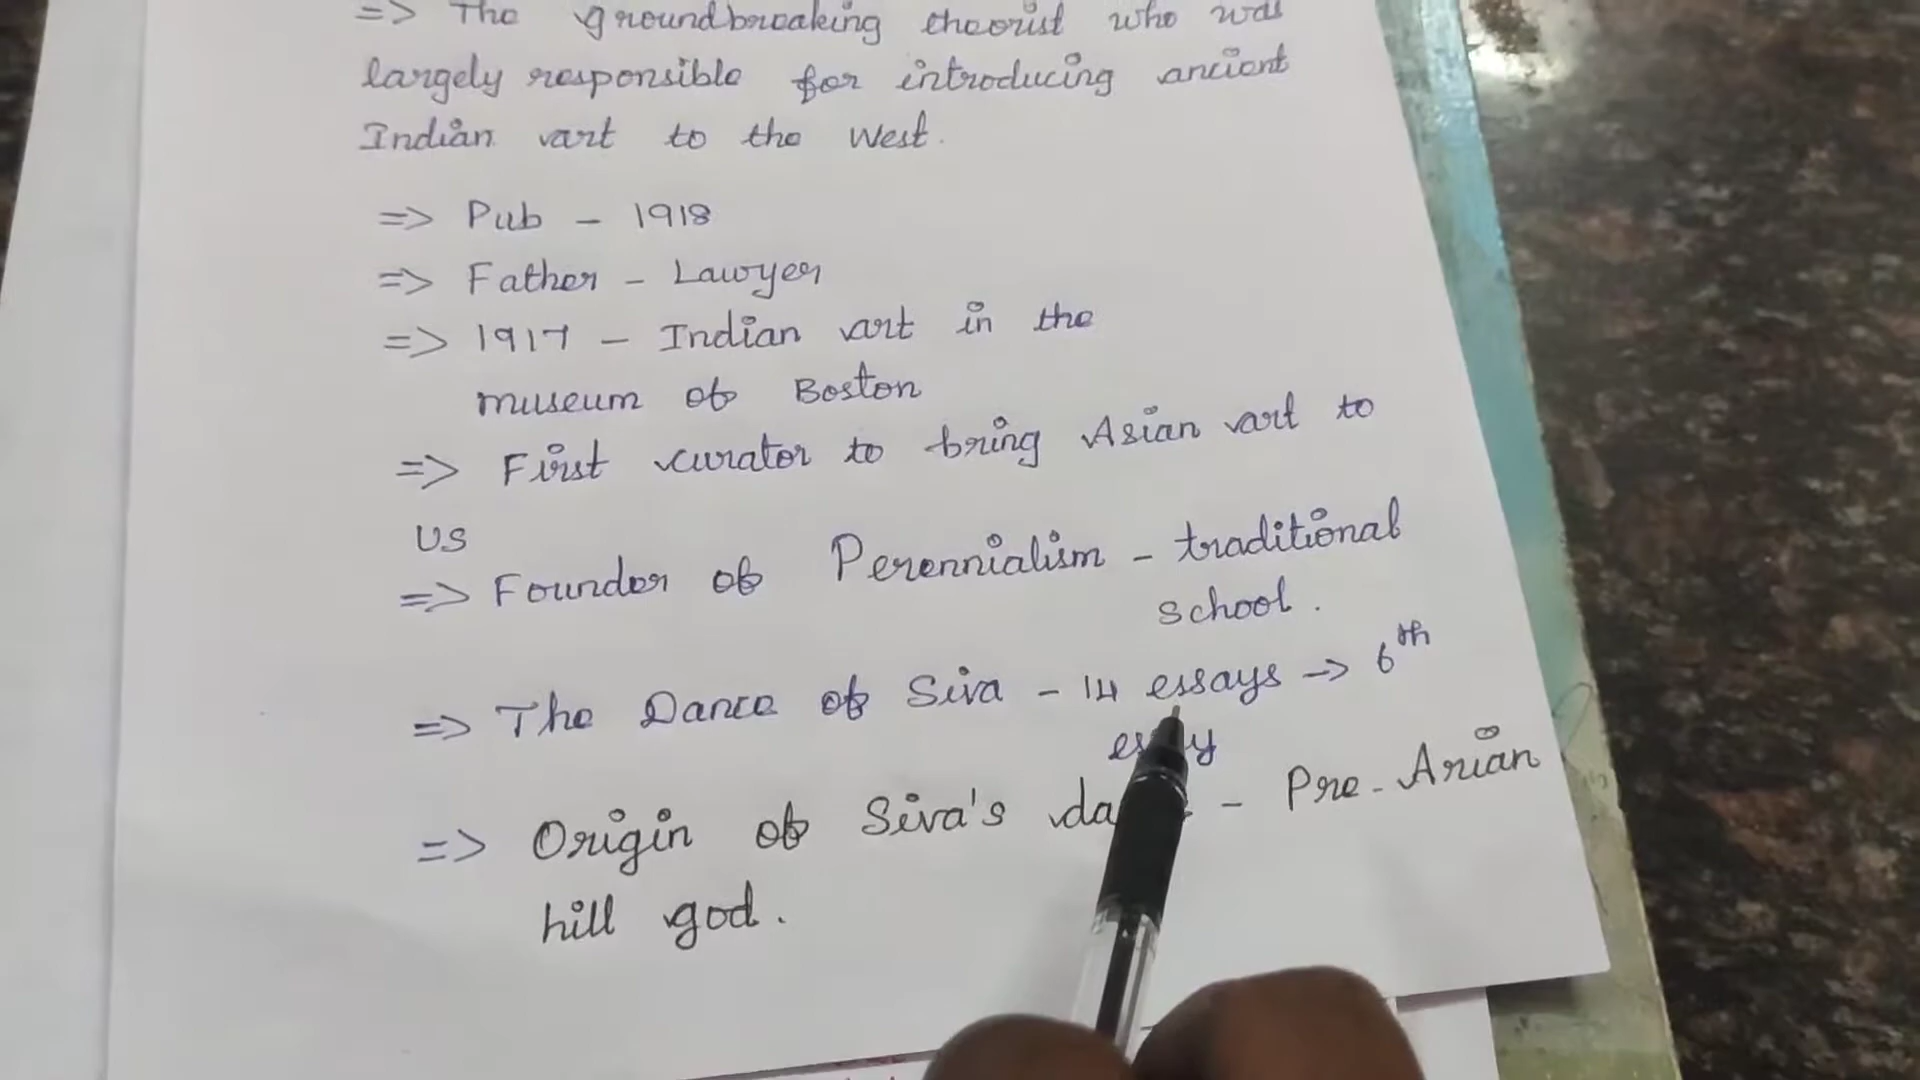 => The groundbreaking theorist who was
largely responsible for introducing ancient
Indian art to the West.
=> Pub - 1918
=> Father - Lawyer
=> 1917 - Indian art in the
museum of Boston
=> First curator to bring Asian art to
US
=> Founder of Perennialism - traditional
school.
=> The Dance of Siva - 14 essays -> 6th
essay
=> Origin of Siva's - Pre-Arian
hill god.